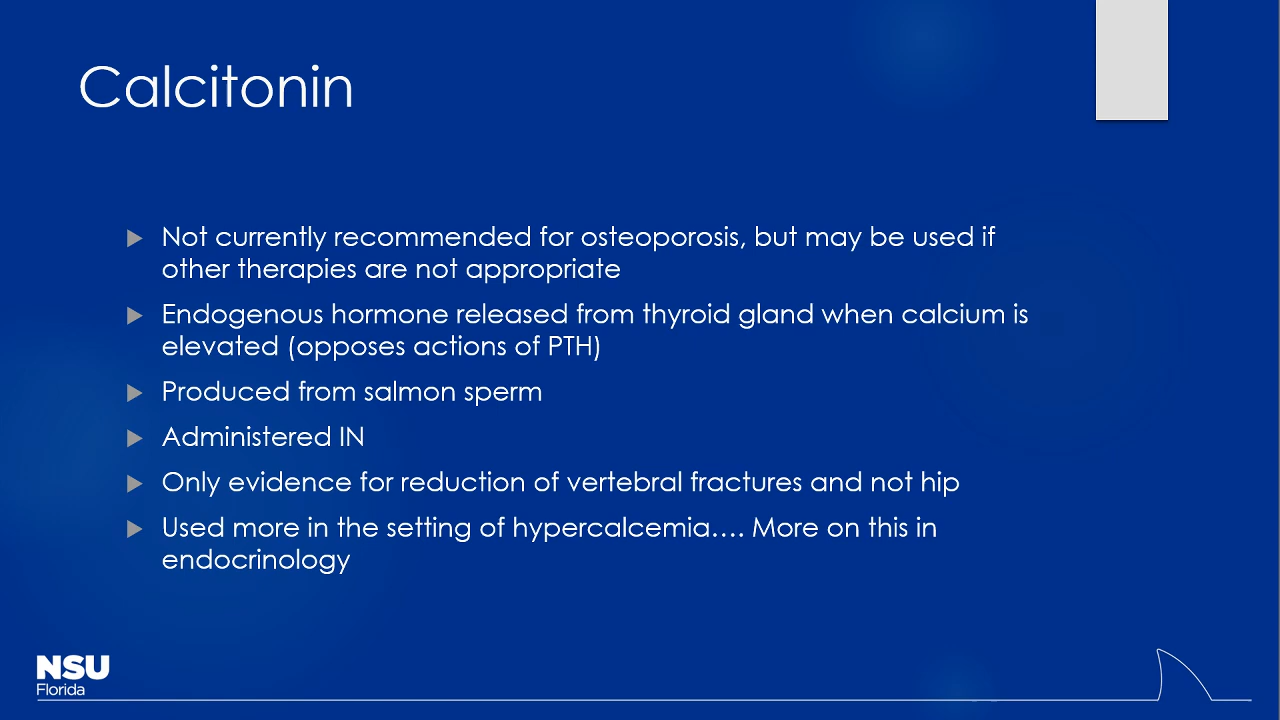 Calcitonin
Not currently recommended for osteoporosis, but may be used if
other therapies are not appropriate
Endogenous hormone released from thyroid gland when calcium is
elevated (opposes actions of PTH)
Produced from salmon sperm
Administered IN
Only evidence for reduction of vertebral fractures and not hip
Used more in the setting of hypercalcemia.... More on this in
endocrinology
NSU
Florida